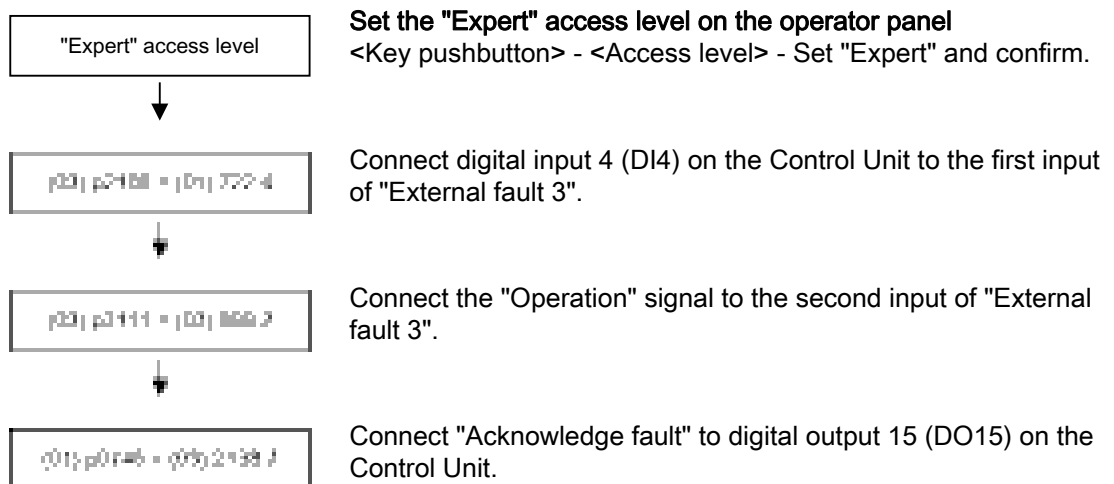 "Expert" access level
Set the "Expert" access level on the operator panel
<Key pushbutton> - <Access level> - Set "Expert" and confirm.
Connect digital input 4 (DI4) on the Control Unit to the first input
of "External fault 3".
Connect the "Operation" signal to the second input of "External
fault 3".
Connect "Acknowledge fault" to digital output 15 (DO15) on the
Control Unit.